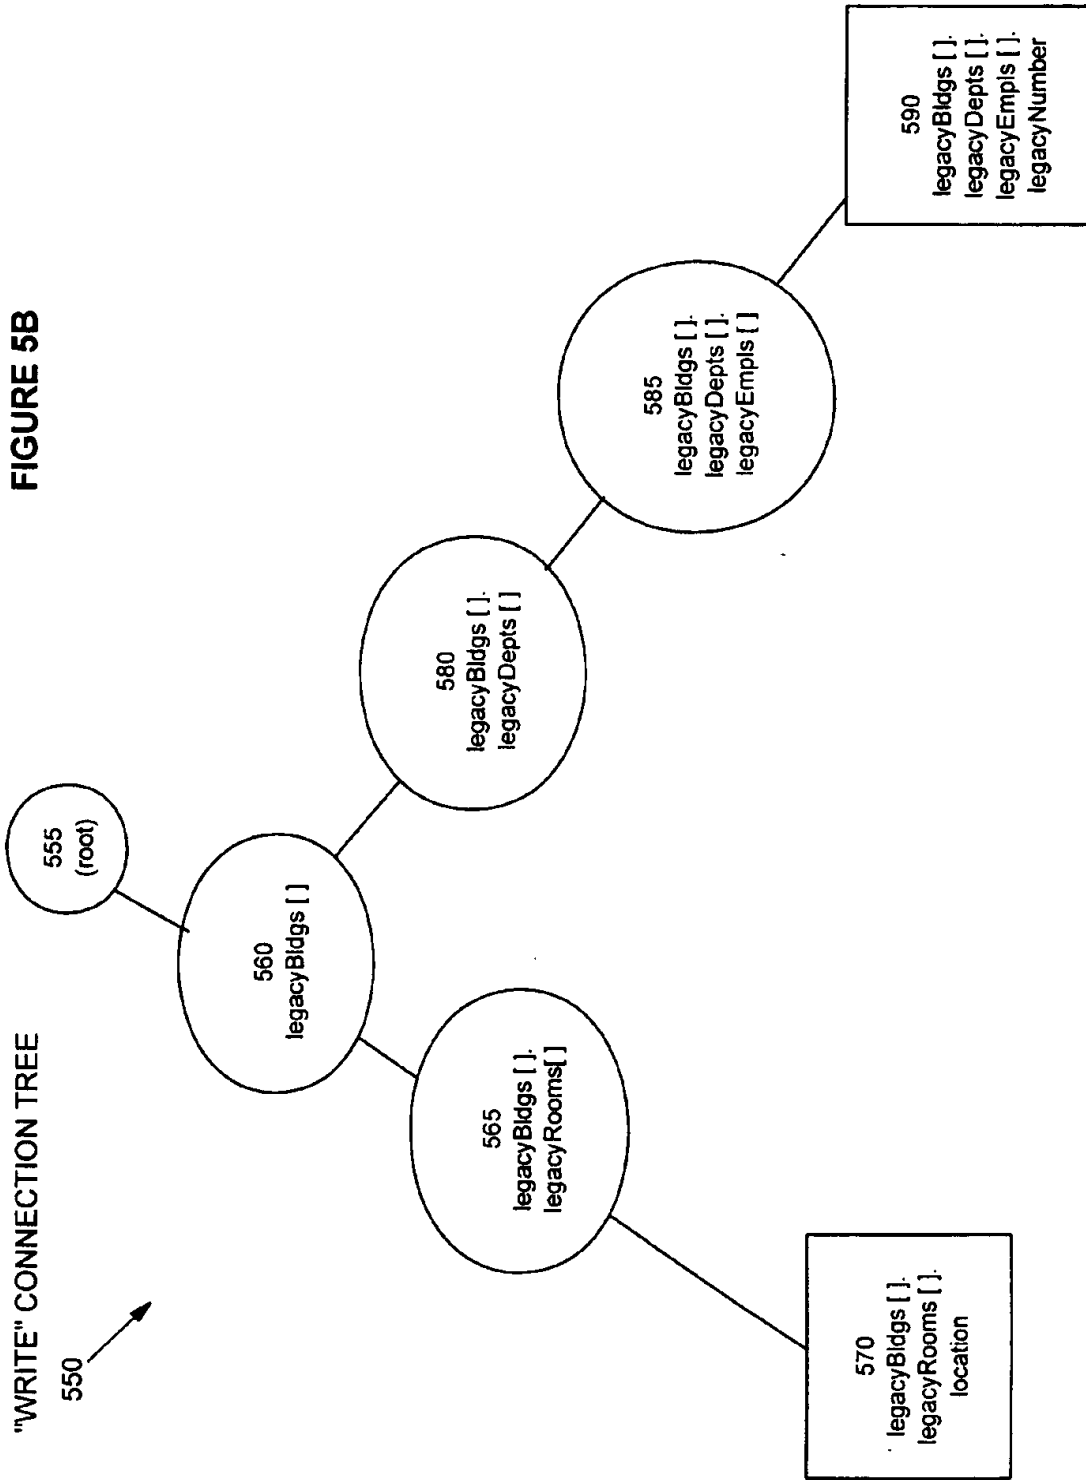 "WRITE" CONNECTION TREE
FIGURE 5B
550
555
(root)
560
legacyBldgs [ ]
565
legacyBldgs [ ].
legacyRooms[ ]
580
legacyBldgs [ ].
legacyDepts [ ]
570
legacyBldgs [ ].
legacyRooms [ ].
location
585
legacyBldgs [ ].
legacyDepts [ ].
legacyEmpls [ ]
590
legacyBldgs [ ].
legacyDepts [ ].
legacyEmpls [ ].
legacyNumber